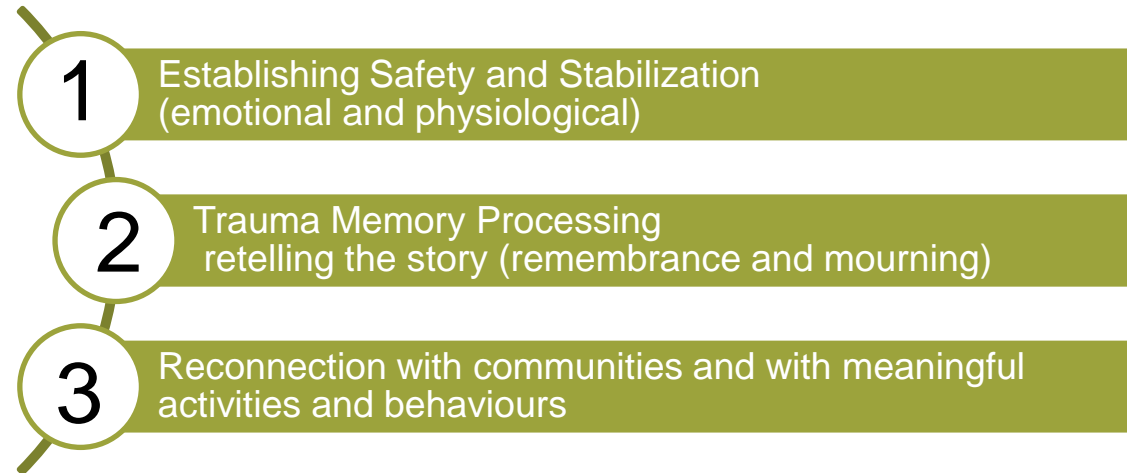 1
Establishing Safety and Stabilization
(emotional and physiological)
2
Trauma Memory Processing
retelling the story (remembrance and mourning)
3
Reconnection with communities and with meaningful
activities and behaviours